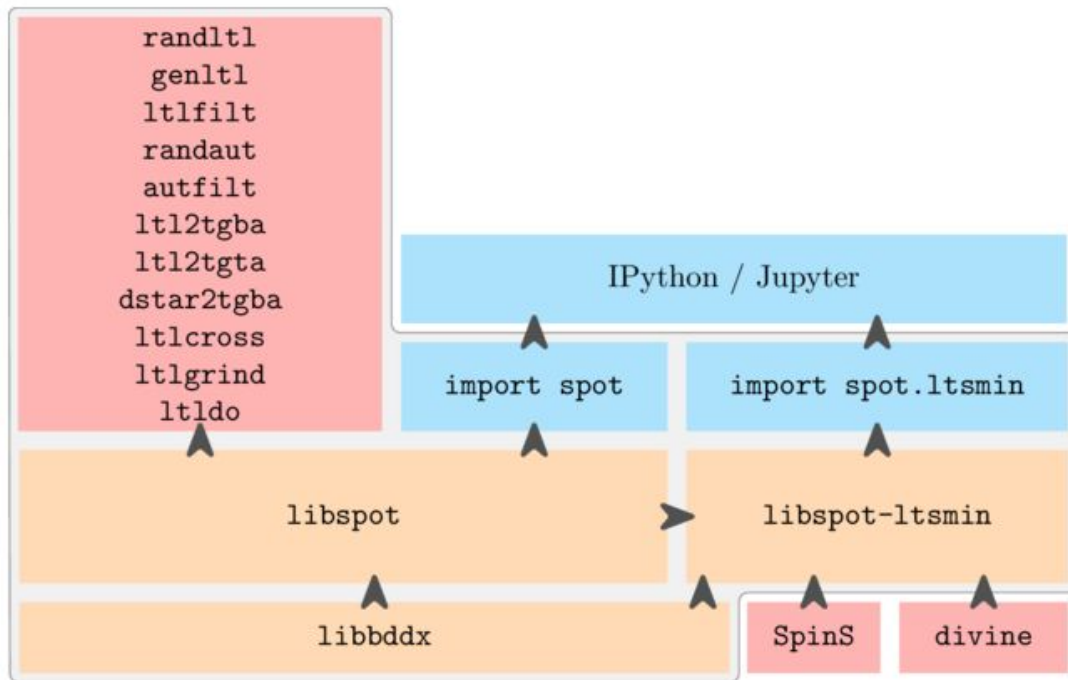 randltl
genltl
ltlfilt
randaut
autfilt
ltl2tgba
ltl2tgta
dstar2tgba
ltlcross
ltlgrind
ltldo
IPython / Jupyter
import spot
import spot.ltsmin
libspot
libspot-ltsmin
libbddx
SpinS
divine